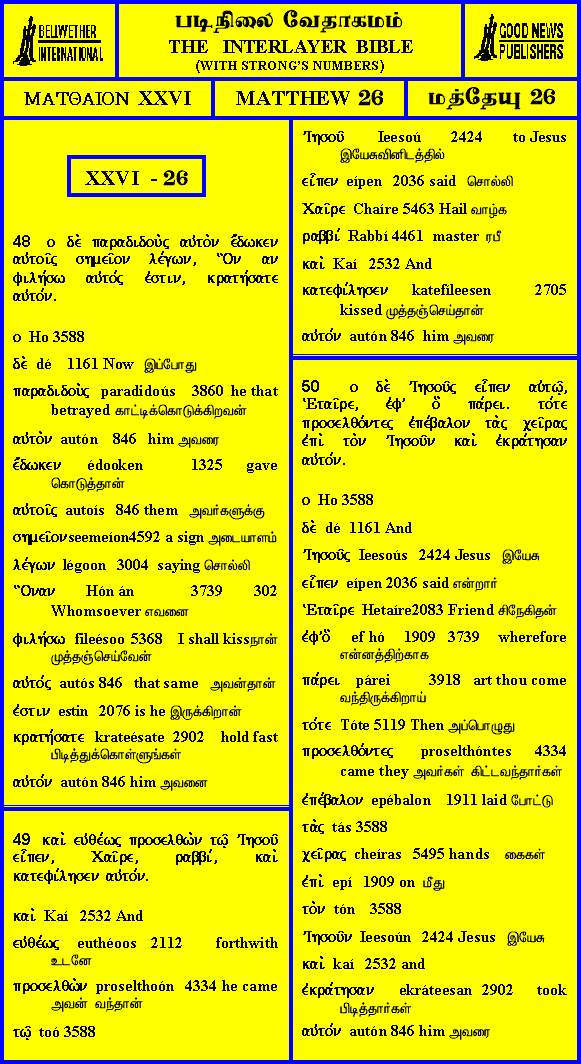 BELLWETHER
INTERNATIONAL
படிநிலை வேதாகமம்
THE INTERLAYER BIBLE
(WITH STRONG'S NUMBERS)
GOOD NEWS
PUBLISHERS
ΜΑΤΘΑΙΟΝ XXVI
MATTHEW 26
மத்தேயு 26
XXVI - 26
48 ο δὲ παραδιδοὺς αὐτὸν ἔδωκεν
αὐτοῖς σημεῖον λέγων, Ὃν αν
φιλήσω αὐτός ἐστιν, κρατήσατε
αὐτόν.
ο Ho 3588
δὲ dé 1161 Now இப்போது
παραδιδοὺς paradidoús 3860 he that
betrayed காட்டிக்கொடுக்கிறவன்
αὐτὸν autón 846 him அவரை
ἔδωκεν édooken 1325 gave
கொடுத்தான்
αὐτοῖς autoís 846 them அவர்களுக்கு
σημεῖον seemeíon4592 a sign அடையாளம்
λέγων légoon 3004 saying சொல்லி
Ὃναν Hón án 3739 302
Whomsoever எவனை
φιλήσω fileésoo 5368 I shall kissநான்
முத்தஞ்செய்வேன்
αὐτός autós 846 that same அவன்தான்
ἐστιν estin 2076 is he இருக்கிறான்
κρατήσατε krateésate 2902 hold fast
பிடித்துக்கொள்ளுங்கள்
αὐτόν autón 846 him அவனை
49 καὶ εὐθέως προσελθὼν τῷ Ἰησοῦ
εἶπεν, Χαῖρε, ραββί, καὶ
κατεφίλησεν αὐτόν.
καὶ Kaí 2532 And
εὐθέως euthéoos 2112 forthwith
உடனே
προσελθὼν proselthoón 4334 he came
அவன் வந்தான்
τῷ toó 3588
Ἰησοῦ Ieesoú 2424 to Jesus
இயேசுவினிடத்தில்
εἶπεν eípen 2036 said சொல்லி
Χαῖρε Chaíre 5463 Hail வாழ்க
ραββί Rabbí 4461 master ரபீ
καὶ Kaí 2532 And
κατεφίλησεν katefíleesen 2705
kissed முத்தஞ்செய்தான்
αὐτόν autón 846 him அவரை
50 ο δὲ Ἰησοῦς εἶπεν αὐτῷ,
Ἑταῖρε, ἐφ' ὃ πάρει.. τότε
προσελθόντες ἐπέβαλον τὰς χεῖρας
ἐπὶ τὸν Ἰησοῦν καὶ ἐκράτησαν
αὐτόν.
ο Ho 3588
δὲ dé 1161 And
Ἰησοῦς Ieesoús 2424 Jesus இயேசு
εἶπεν eípen 2036 said என்றார்
Ἑταῖρε Hetaíre2083 Friend சிநேகிதன்
ἐφ'ὃ ef hó 1909 3739 wherefore
என்னத்திற்காக
πάρει párei 3918 art thou come
வந்திருக்கிறாய்
τότε Tóte 5119 Then அப்பொழுது
προσελθόντες proselthóntes 4334
came they அவர்கள் கிட்டவந்தார்கள்
ἐπέβαλον epébalon 1911 laid போட்டு
τὰς tás 3588
χεῖρας cheíras 5495 hands கைகள்
ἐπὶ epí 1909 on மீது
τὸν tón 3588
Ἰησοῦν Ieesoún 2424 Jesus இயேசு
καὶ kaí 2532 and
ἐκράτησαν ekráteesan 2902 took
பிடித்தார்கள்
αὐτόν autón 846 him அவரை